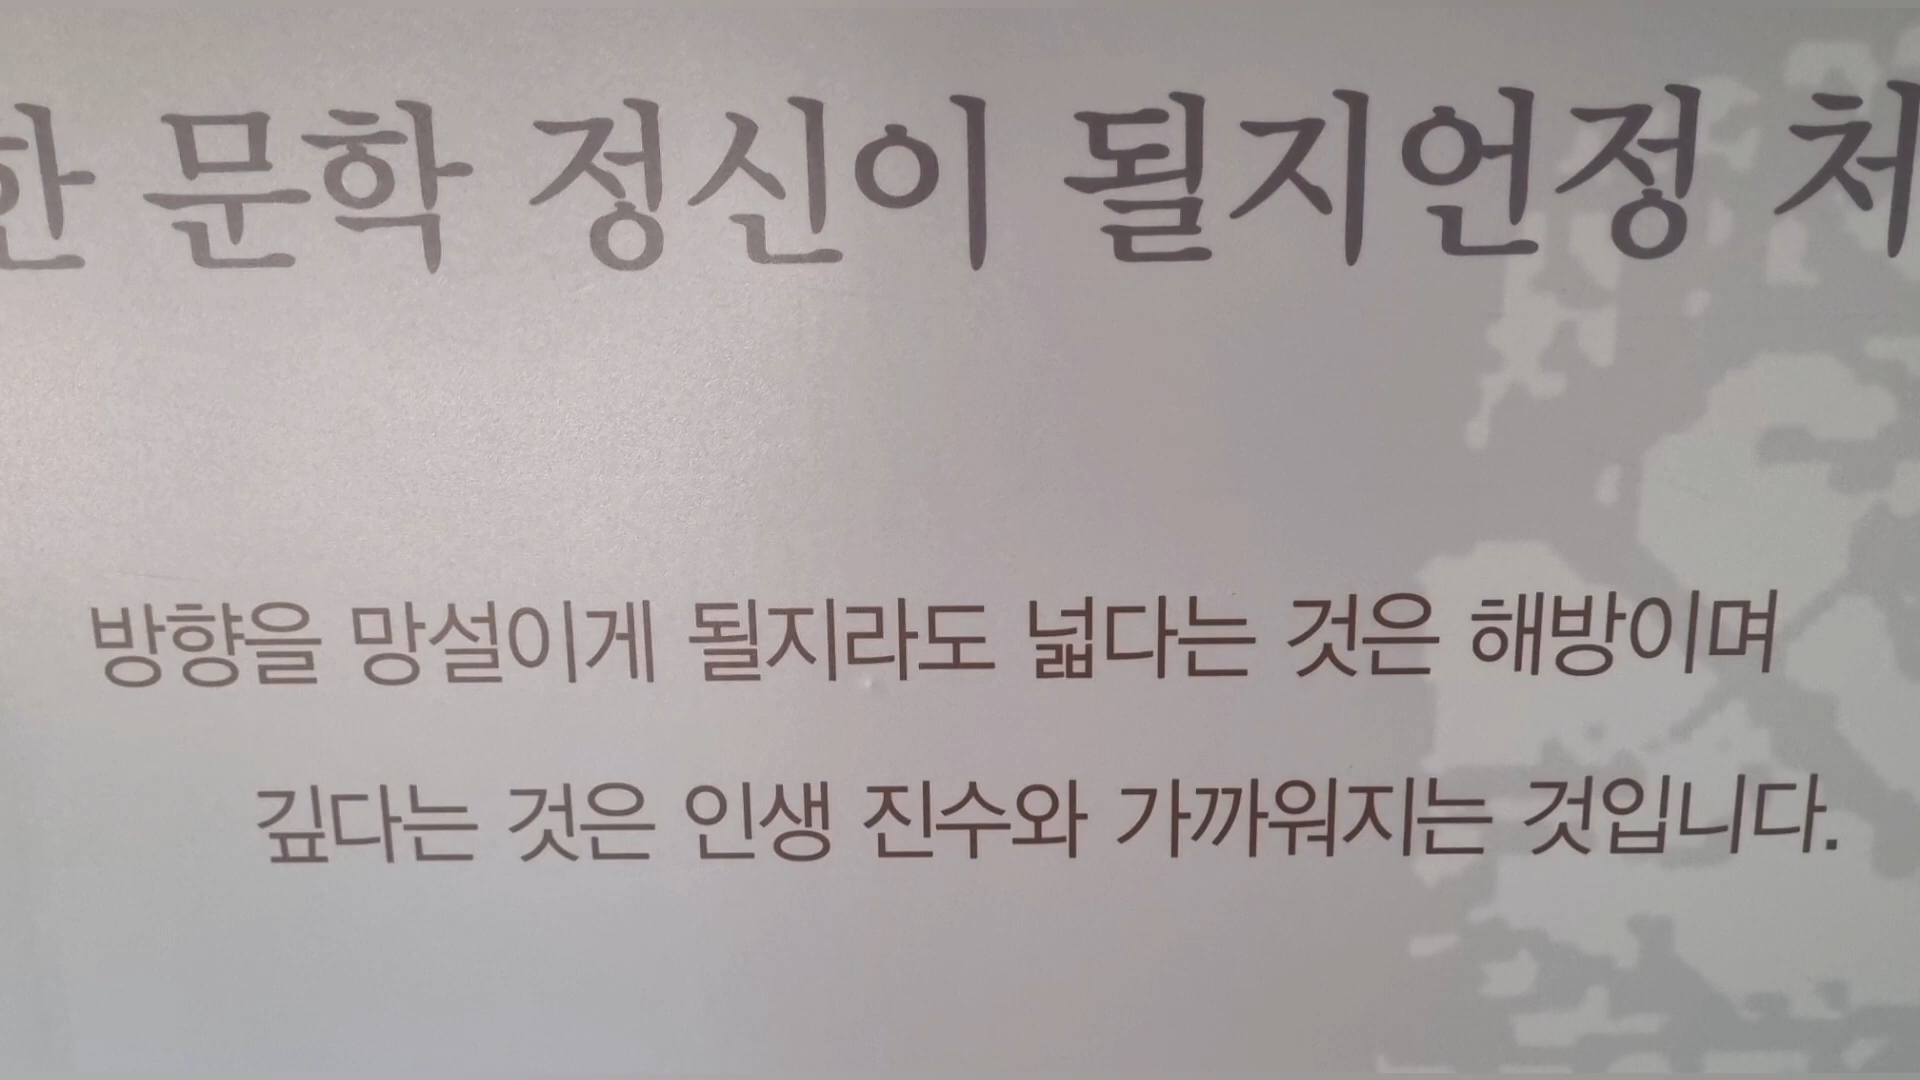 한 문학 정신이 될지언정 처
방향을 망설이게 될지라도 넓다는 것은 해방이며
깊다는 것은 인생 진수와 가까워지는 것입니다.